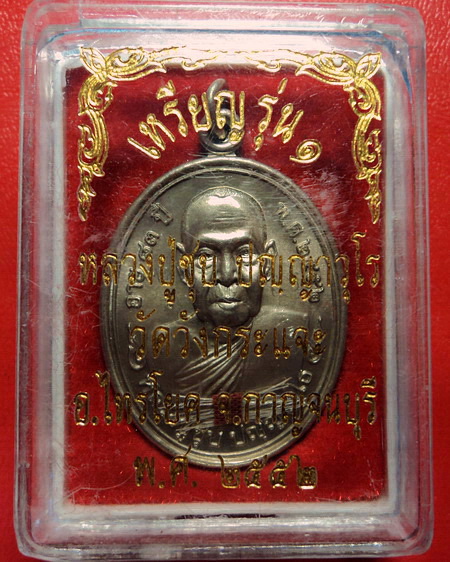 เหรียญ รุ่น ๑
หลวงปู่ขุน ปัญญาวโร
วัดวังกระแจะ
อ.ไทรโยค จ.กาญจนบุรี
พ.ศ. ๒๕๕๒